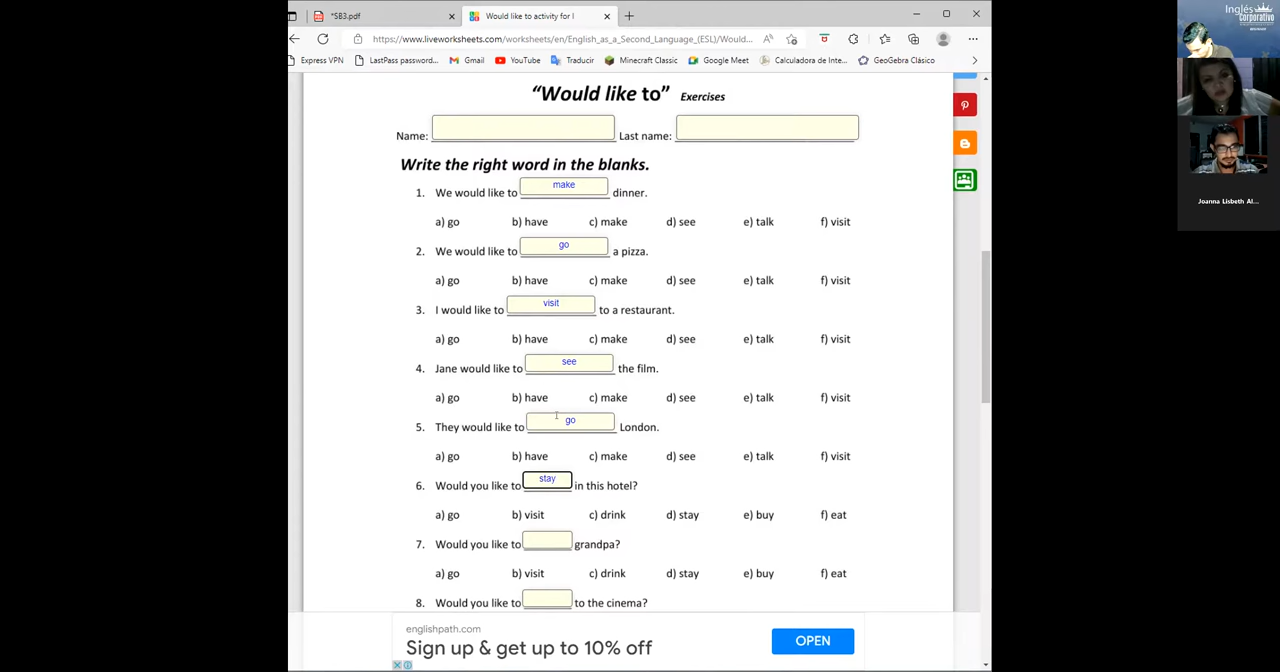 *SB3.pdf
Would like to activity for I
https://www.liveworksheets.com/worksheets/en/English_as_a_Second_Language_(ESL)/Would...
Express VPN LastPass password... Gmail YouTube Traducir Minecraft Classic Google Meet Calculadora de Inte... GeoGebra Clásico
"Would like to" Exercises
Name: Last name:
Write the right word in the blanks.
1. We would like to make dinner.
a) go b) have c) make d) see e) talk f) visit
2. We would like to go a pizza.
a) go b) have c) make d) see e) talk f) visit
3. I would like to visit to a restaurant.
a) go b) have c) make d) see e) talk f) visit
4. Jane would like to see the film.
a) go b) have c) make d) see e) talk f) visit
5. They would like to go London.
a) go b) have c) make d) see e) talk f) visit
6. Would you like to stay in this hotel?
a) go b) visit c) drink d) stay e) buy f) eat
7. Would you like to grandpa?
a) go b) visit c) drink d) stay e) buy f) eat
8. Would you like to to the cinema?
englishpath.com
Sign up & get up to 10% off
OPEN
Inglés
Corporativo
Joanna Lisbeth Al...